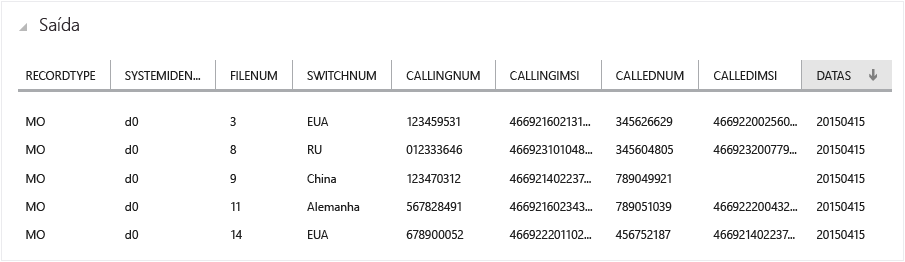 Saída
RECORDTYPE SYSTEMIDEN... FILENUM SWITCHNUM CALLINGNUM CALLINGIMSI CALLEDNUM CALLEDIMSI DATAS
MO d0 3 EUA 123459531 466921602131... 345626629 466922002560... 20150415
MO d0 8 RU 012333646 466923101048... 345604805 466923200779... 20150415
MO d0 9 China 123470312 466921402237... 789049921 20150415
MO d0 11 Alemanha 567828491 466921602343... 789051039 466922200432... 20150415
MO d0 14 EUA 678900052 466922201102... 456752187 466921402237... 20150415